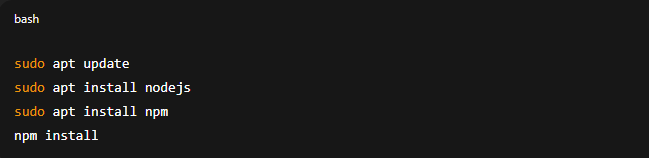 bash
sudo apt update
sudo apt install nodejs
sudo apt install npm
npm install